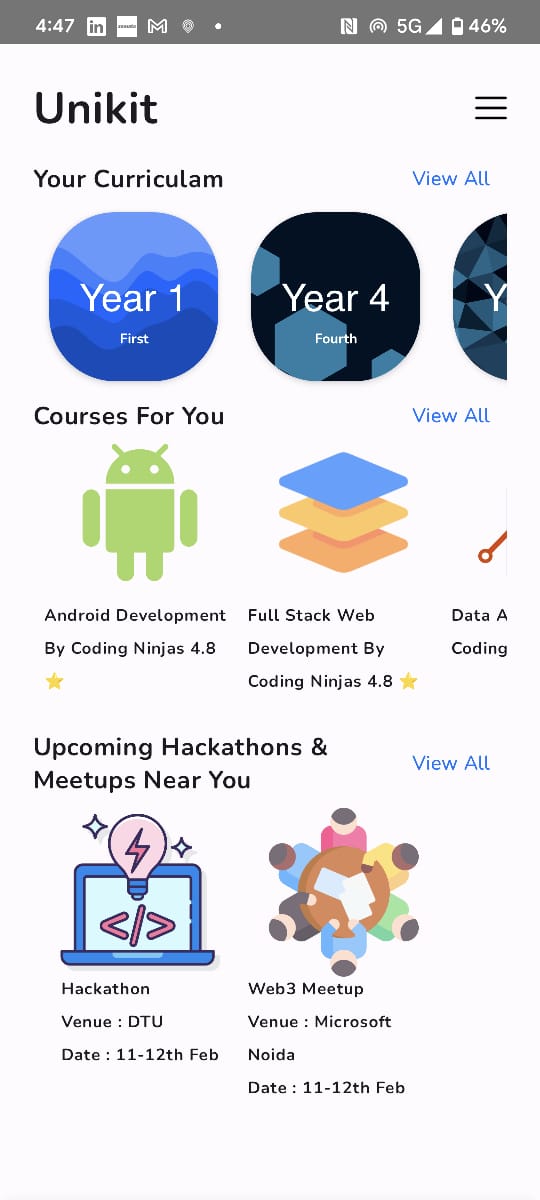 4:47 5G 46%
Unikit
Your Curriculam View All
Year 1 Year 4 Y
First Fourth
Courses For You View All
Android Development Full Stack Web Data A
By Coding Ninjas 4.8 Development By Coding
⭐ Coding Ninjas 4.8 ⭐
Upcoming Hackathons &
Meetups Near You View All
</>
Hackathon Web3 Meetup
Venue : DTU Venue : Microsoft
Date : 11-12th Feb Noida
Date : 11-12th Feb